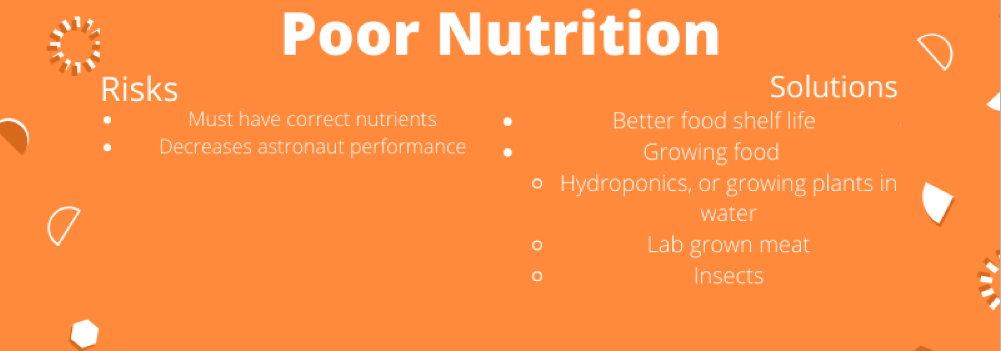 Poor Nutrition
Risks
Must have correct nutrients
Decreases astronaut performance
Solutions
Better food shelf life
Growing food
Hydroponics, or growing plants in
water
Lab grown meat
Insects